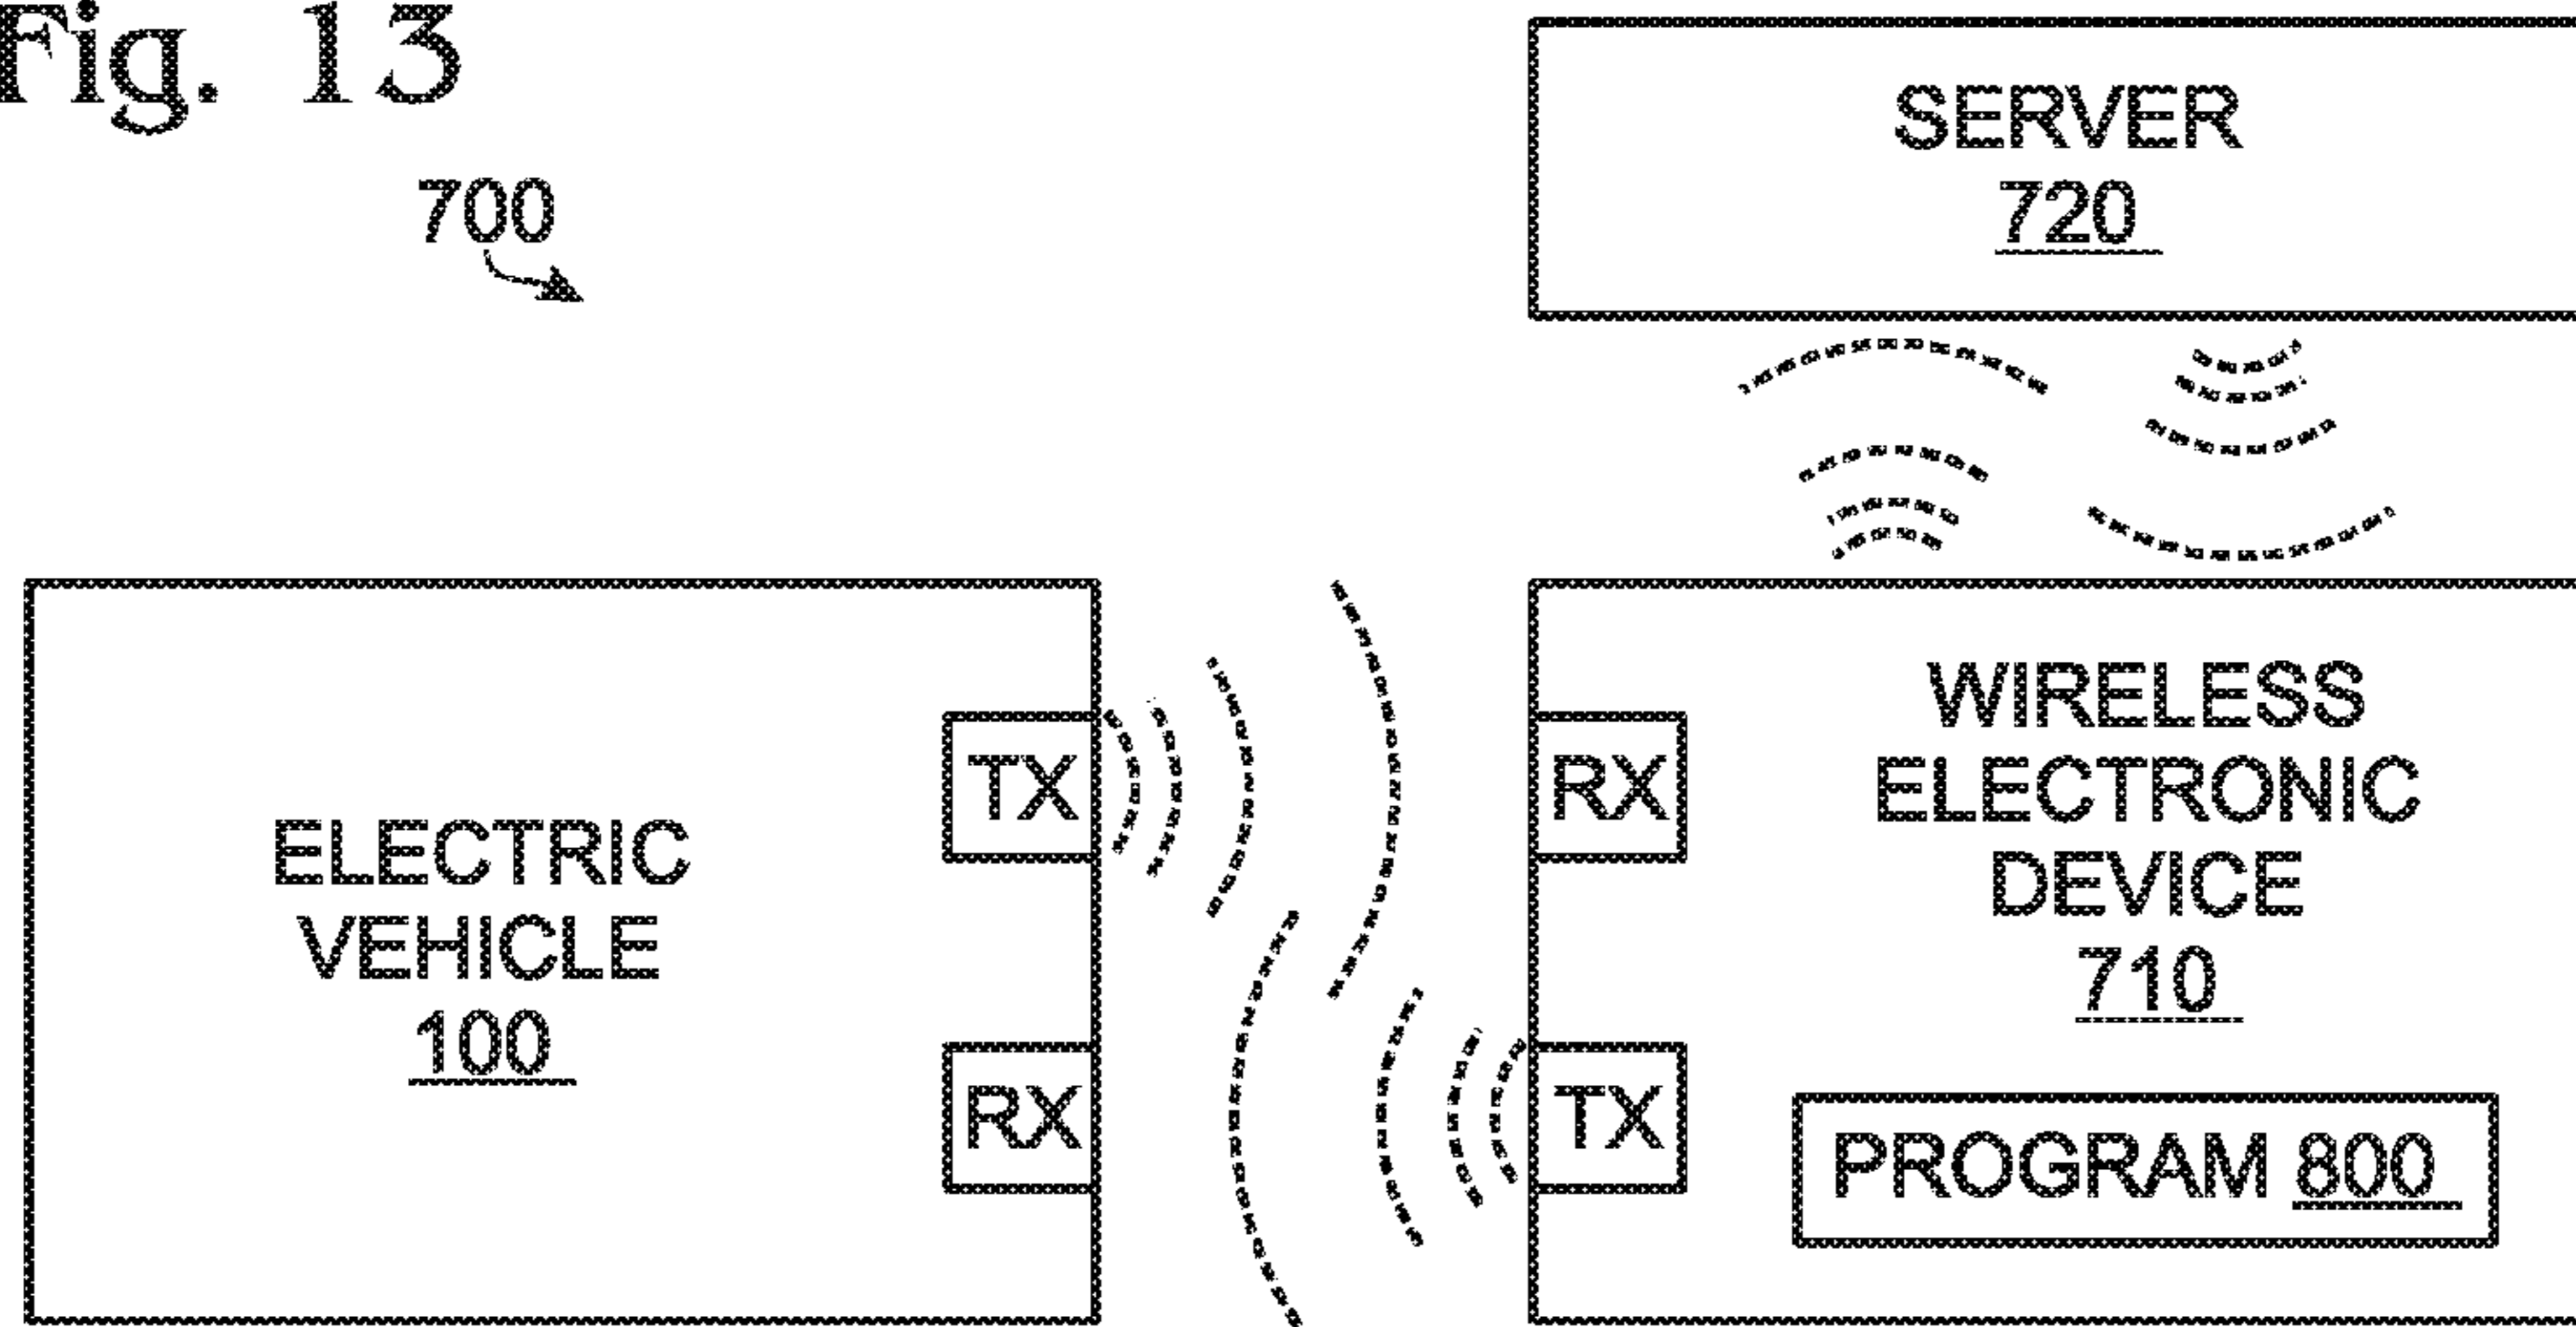 Fig. 13
700
SERVER
720
ELECTRIC
VEHICLE
100
TX
RX
RX
TX
WIRELESS
ELECTRONIC
DEVICE
710
PROGRAM 800